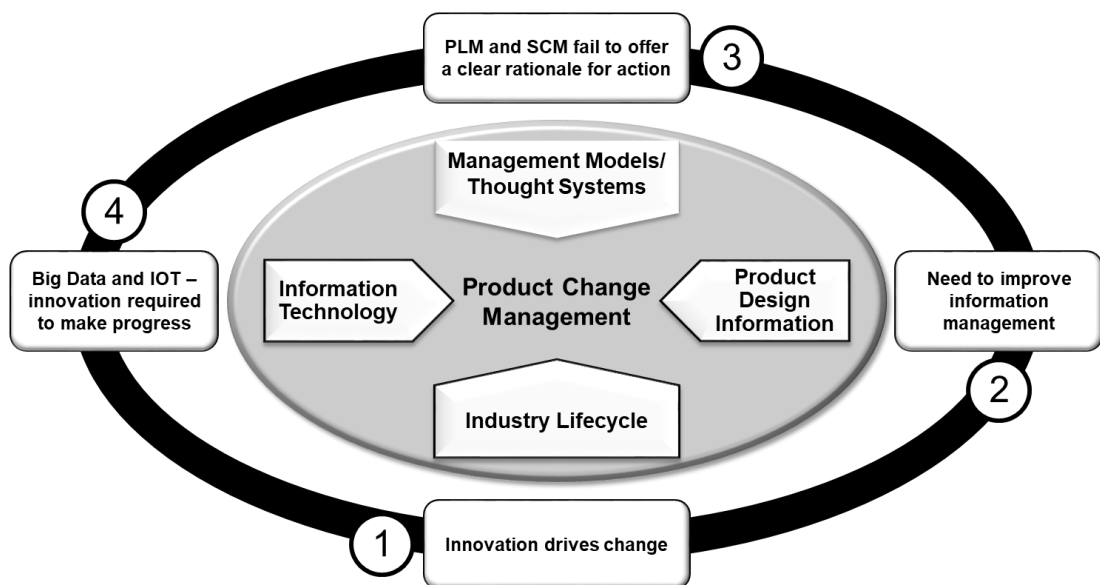 PLM and SCM fail to offer
a clear rationale for action
3
Management Models/
Thought Systems
4
Big Data and IOT –
innovation required
to make progress
Information
Technology
Product Change
Management
Product
Design
Information
Need to improve
information
management
2
Industry Lifecycle
1
Innovation drives change